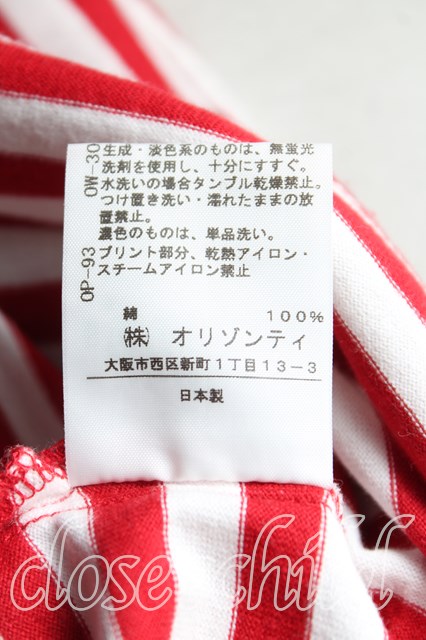 OW-30
生成・淡色系のものは、無蛍光
洗剤を使用し、十分にすすぐ。
水洗いの場合タンブル乾燥禁止。
つけ置き洗い・濡れたままの放
置禁止。
濃色のものは、単品洗い。
OP-93
プリント部分、乾熱アイロン・
スチームアイロン禁止
綿 100%
㈱ オリゾンティ
大阪市西区新町1丁目13-3
日本製
close child